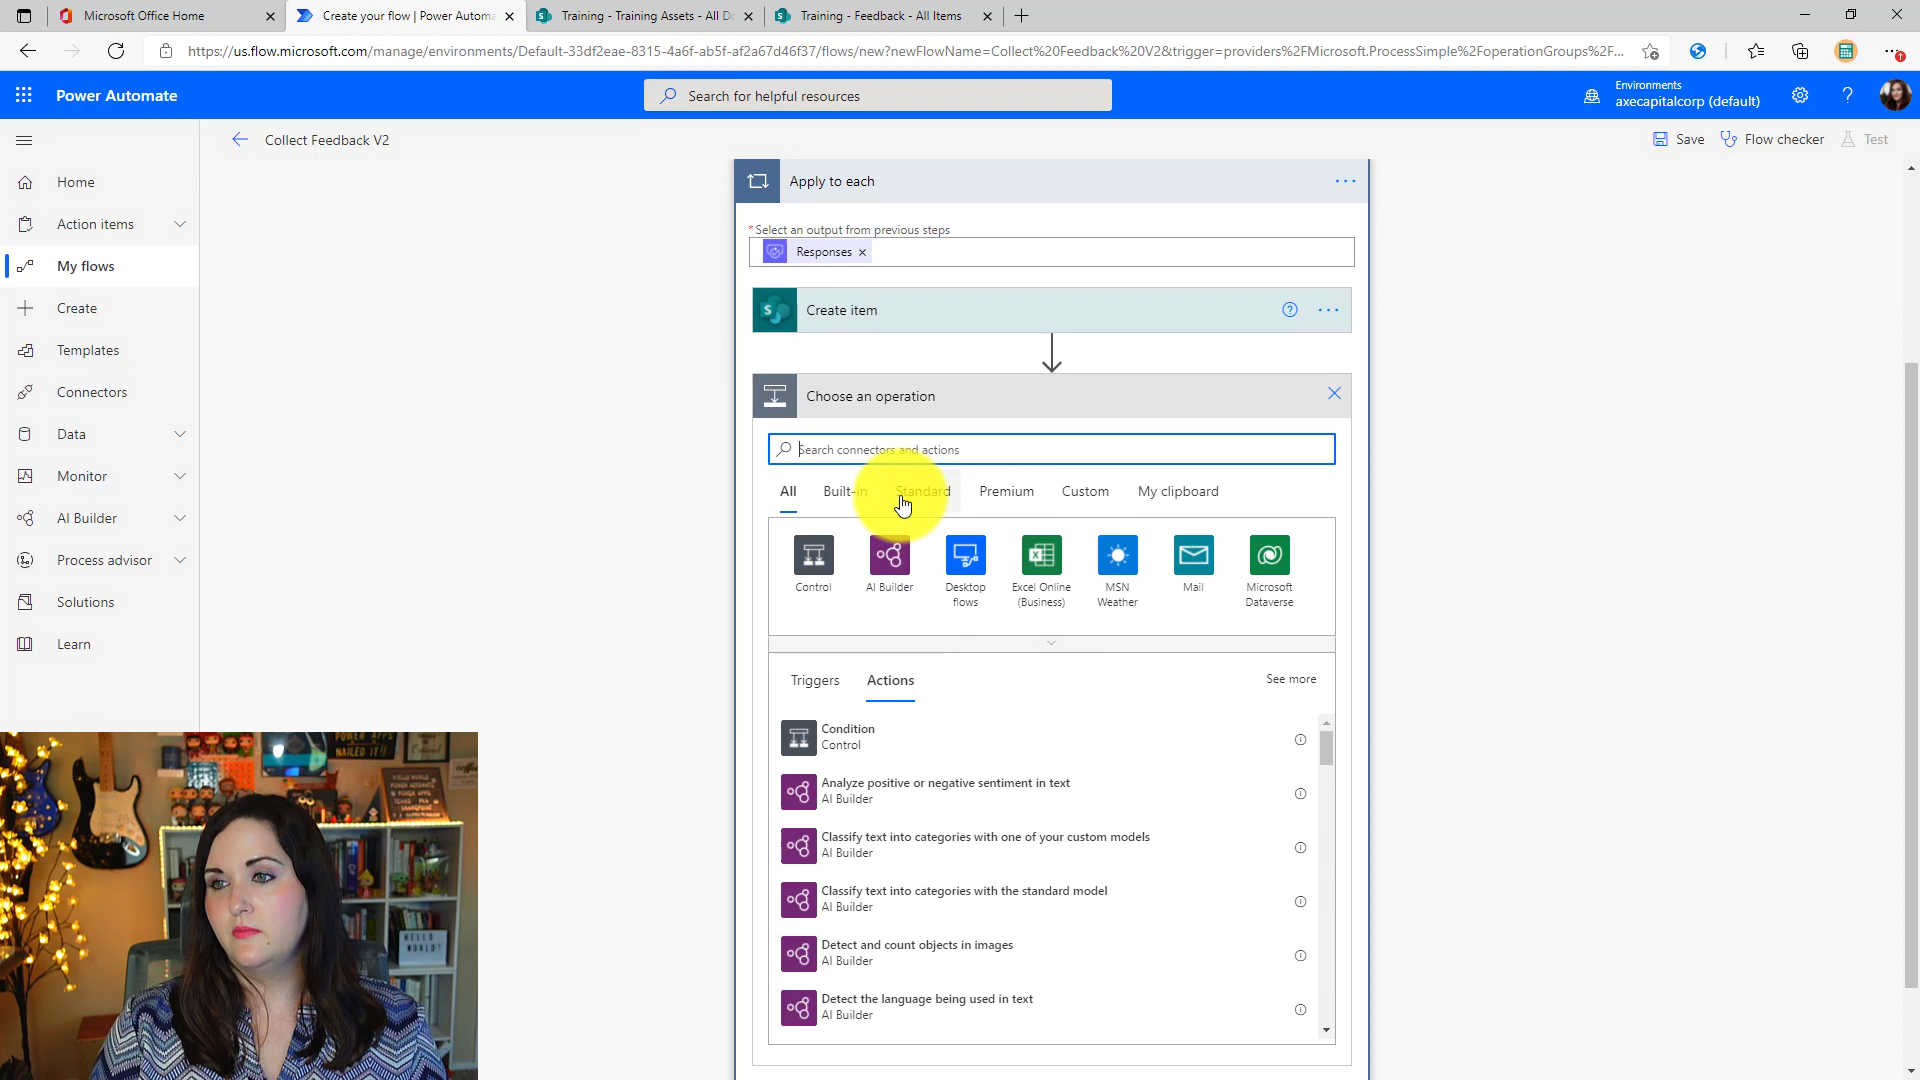 Microsoft Office Home
Create your flow | Power Automa
Training - Training Assets - All Do
Training - Feedback - All Items
https://us.flow.microsoft.com/manage/environments/Default-33df2eae-8315-4a6f-ab5f-af2a67d46f37/flows/new?newFlowName=Collect%20Feedback%20V2&trigger=providers%2FMicrosoft.ProcessSimple%2FoperationGroups%2F...
Power Automate
Search for helpful resources
Environments
axecapitalcorp (default)
Collect Feedback V2
Save
Flow checker
Test
Home
Action items
My flows
Create
Templates
Connectors
Data
Monitor
AI Builder
Process advisor
Solutions
Learn
Apply to each
* Select an output from previous steps
Responses
Create item
Choose an operation
Search connectors and actions
All Built-in Standard Premium Custom My clipboard
Control
AI Builder
Desktop flows
Excel Online (Business)
MSN Weather
Mail
Microsoft Dataverse
Triggers Actions See more
Condition
Control
Analyze positive or negative sentiment in text
AI Builder
Classify text into categories with one of your custom models
AI Builder
Classify text into categories with the standard model
AI Builder
Detect and count objects in images
AI Builder
Detect the language being used in text
AI Builder
NAILED IT!
HELLO
WORLD!